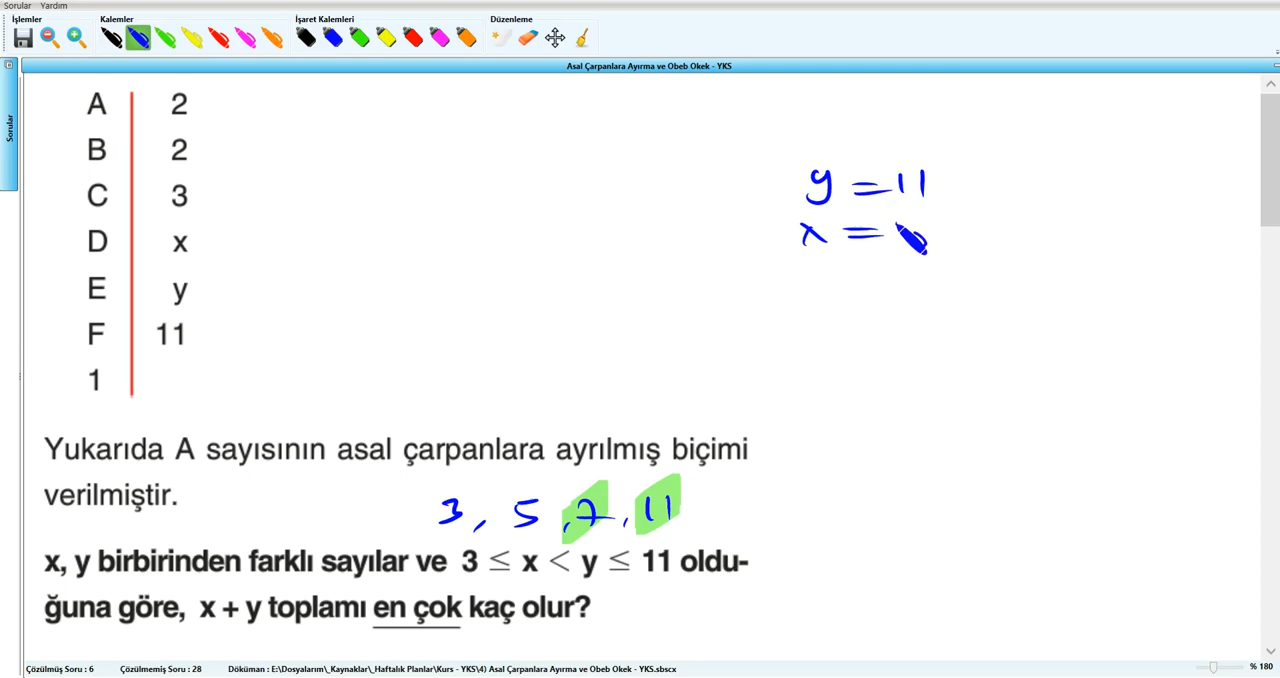 Sorular Yardım
İşlemler Kalemler İşaret Kalemleri Düzenleme
Asal Çarpanlara Ayırma ve Obeb Okek - YKS
Sorular
A 2
B 2
C 3
D x
E y
F 11
1
y = 11
x =
Yukarıda A sayısının asal çarpanlara ayrılmış biçimi
verilmiştir.
3, 5, 7, 11
x, y birbirinden farklı sayılar ve 3 ≤ x < y ≤ 11 oldu-
ğuna göre, x + y toplamı en çok kaç olur?
Çözülmüş Soru : 6 Çözülmemiş Soru : 28 Döküman : E:\Dosyalarım\_Kaynaklar\_Haftalık Planlar\Kurs - YKS\4) Asal Çarpanlara Ayırma ve Obeb Okek - YKS.sbscx % 180